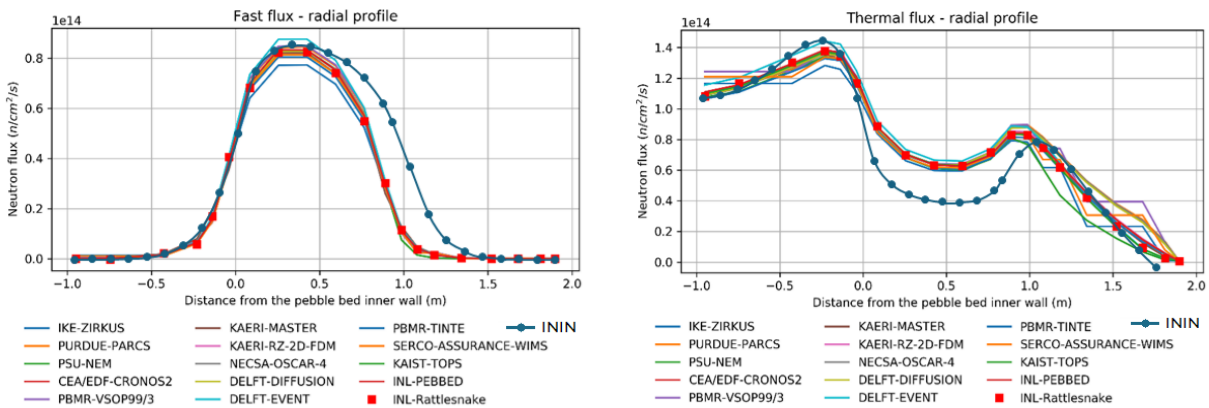 Fast flux - radial profile
1e14
Neutron flux (n/cm²/s)
0.8
0.6
0.4
0.2
0.0
-1.0 -0.5 0.0 0.5 1.0 1.5 2.0
Distance from the pebble bed inner wall (m)
IKE-ZIRKUS KAERI-MASTER PBMR-TINTE ININ
PURDUE-PARCS KAERI-RZ-2D-FDM SERCO-ASSURANCE-WIMS
PSU-NEM NECSA-OSCAR-4 KAIST-TOPS
CEA/EDF-CRONOS2 DELFT-DIFFUSION INL-PEBBED
PBMR-VSOP99/3 DELFT-EVENT INL-Rattlesnake
Thermal flux - radial profile
1e14
Neutron flux (n/cm²/s)
1.4
1.2
1.0
0.8
0.6
0.4
0.2
0.0
-1.0 -0.5 0.0 0.5 1.0 1.5 2.0
Distance from the pebble bed inner wall (m)
IKE-ZIRKUS KAERI-MASTER PBMR-TINTE ININ
PURDUE-PARCS KAERI-RZ-2D-FDM SERCO-ASSURANCE-WIMS
PSU-NEM NECSA-OSCAR-4 KAIST-TOPS
CEA/EDF-CRONOS2 DELFT-DIFFUSION INL-PEBBED
PBMR-VSOP99/3 DELFT-EVENT INL-Rattlesnake